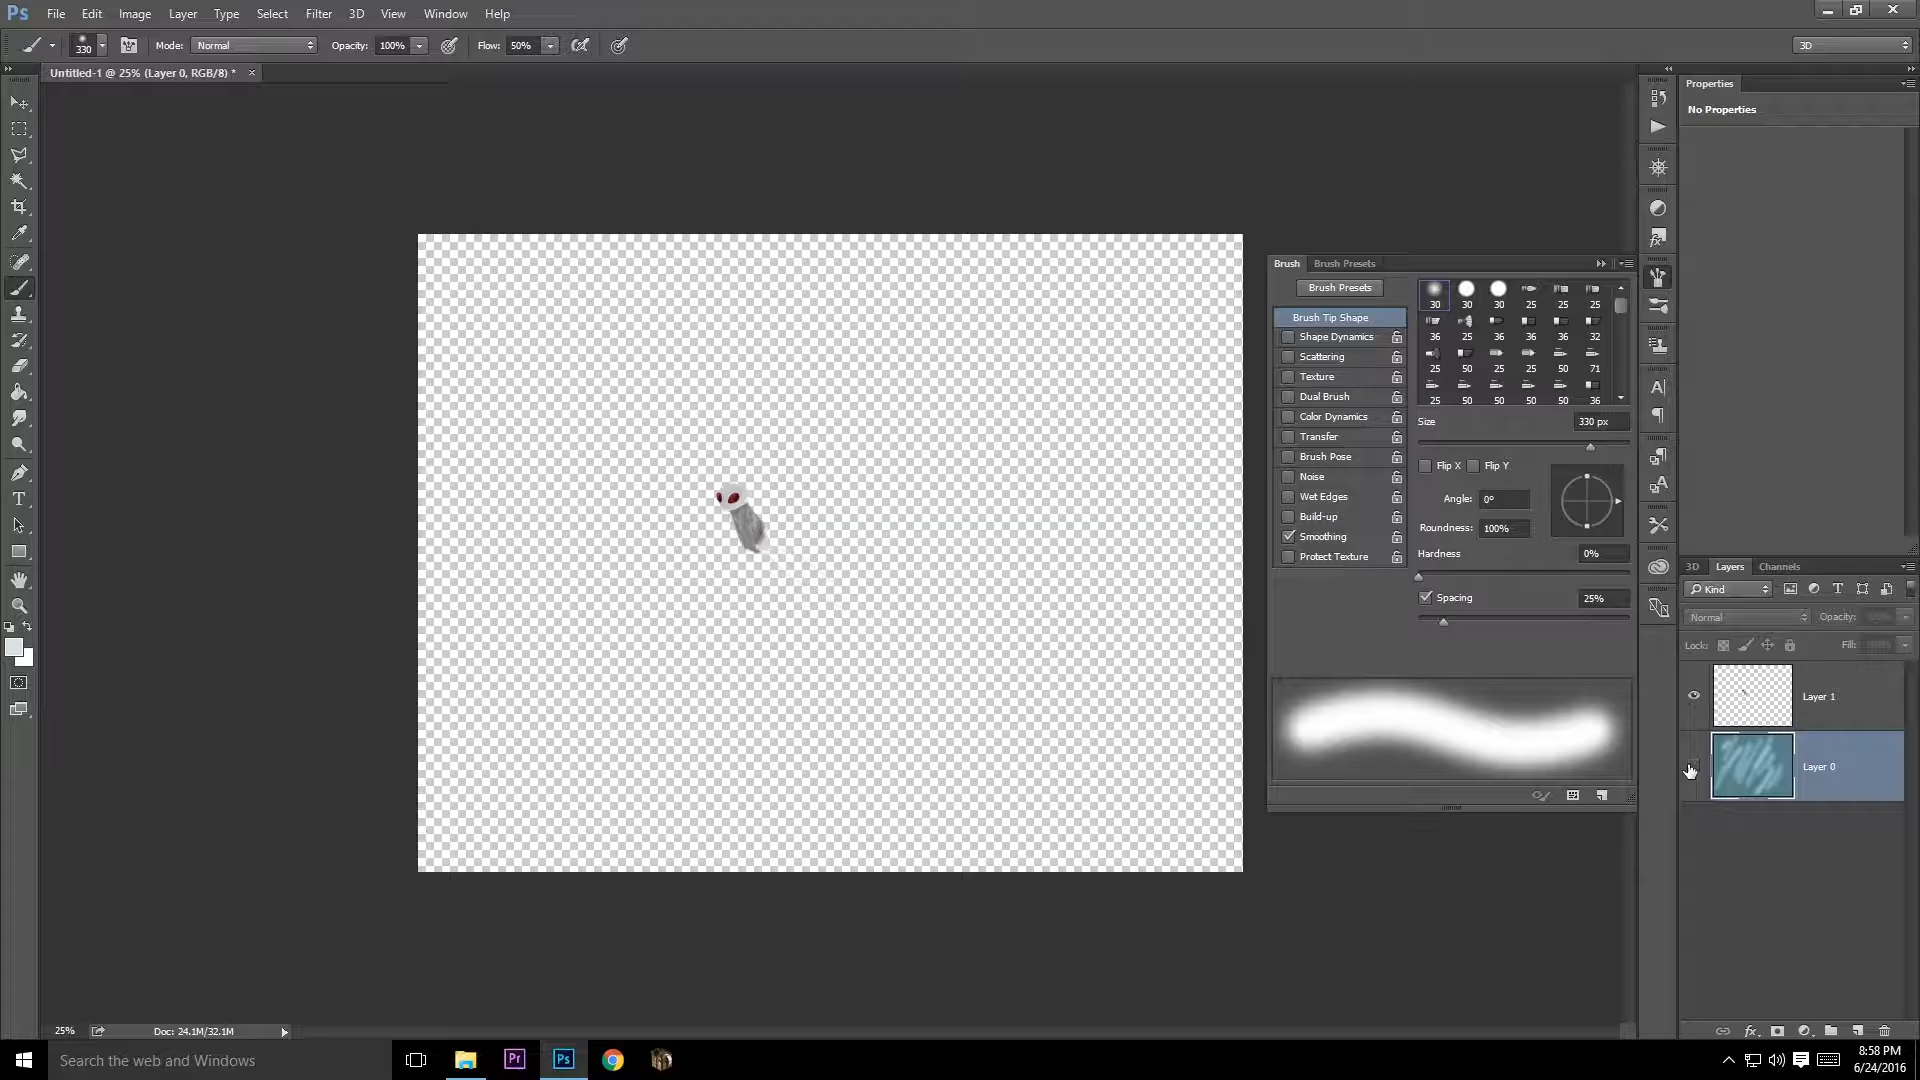 Ps File Edit Image Layer Type Select Filter 3D View Window Help
330 Mode: Normal Opacity: 100% Flow: 50% 3D
Untitled-1 @ 25% (Layer 0, RGB/8) *
Properties
No Properties
Brush Brush Presets
Brush Presets
Brush Tip Shape
Shape Dynamics
Scattering
Texture
Dual Brush
Color Dynamics
Transfer
Brush Pose
Noise
Wet Edges
Build-up
Smoothing
Protect Texture
30 30 30 25 25 25
36 25 36 36 36 32
25 50 25 25 50 71
25 50 50 50 50 36
Size 330 px
Flip X Flip Y
Angle: 0°
Roundness: 100%
Hardness 0%
Spacing 25%
3D Layers Channels
Kind
Normal Opacity:
Lock: Fill:
Layer 1
Layer 0
25% Doc: 24.1M/32.1M
Search the web and Windows
Pr
Ps
8:58 PM
6/24/2016